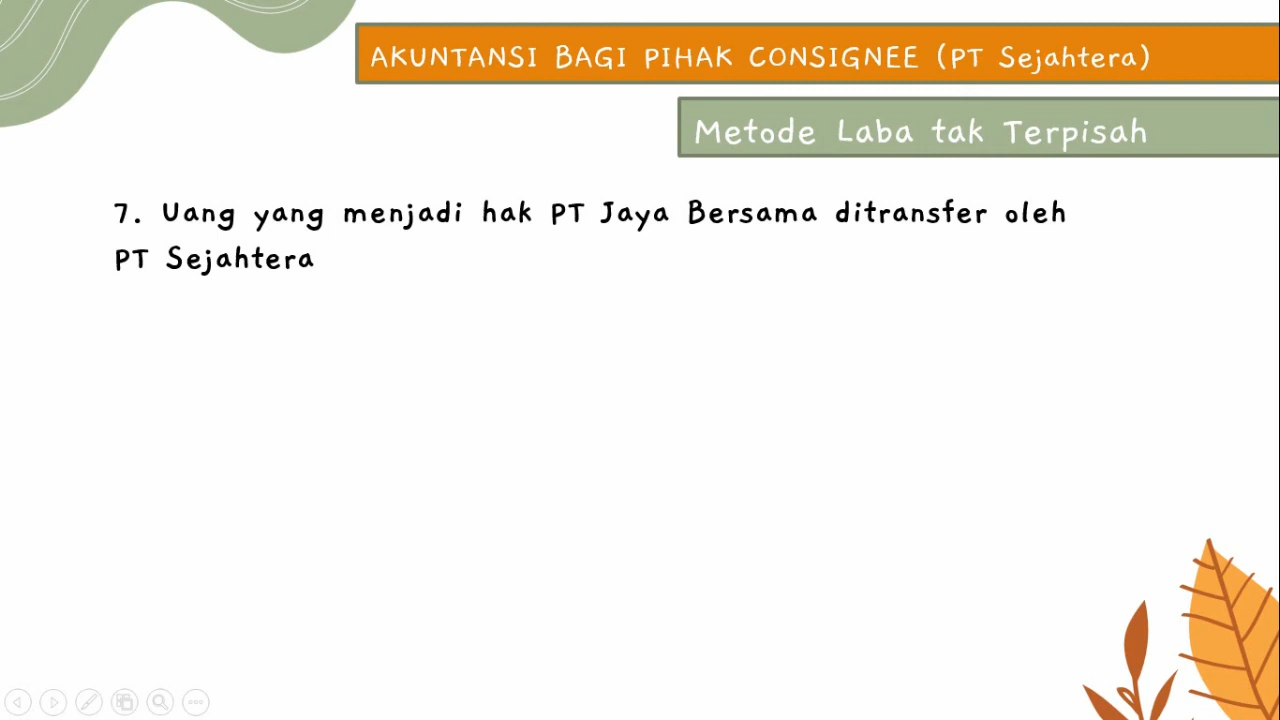 AKUNTANSI BAGI PIHAK CONSIGNEE (PT Sejahtera)
Metode Laba tak Terpisah
7. Uang yang menjadi hak PT Jaya Bersama ditransfer oleh
PT Sejahtera